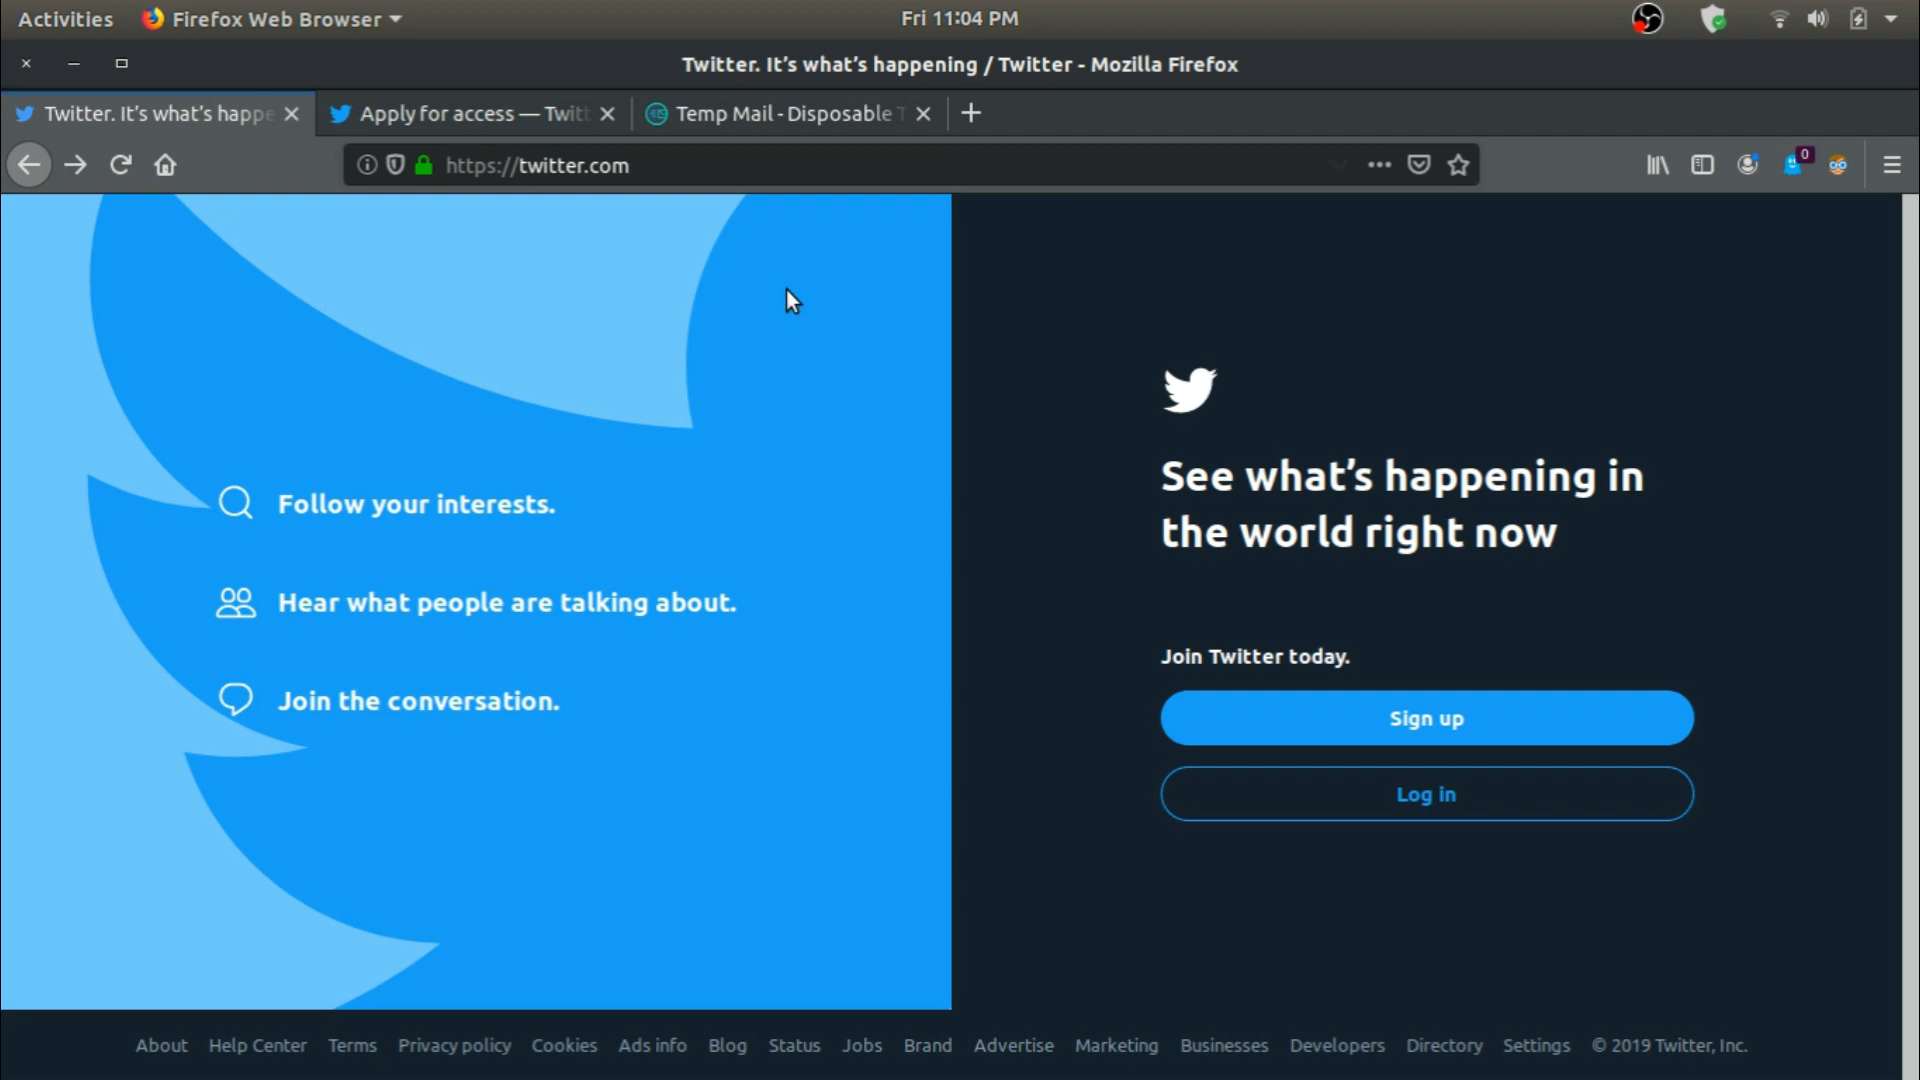 Activities
Firefox Web Browser
Fri 11:04 PM
Twitter. It’s what’s happening / Twitter - Mozilla Firefox
Twitter. It’s what’s happe
Apply for access — Twitt
Temp Mail - Disposable T
https://twitter.com
0
Follow your interests.
Hear what people are talking about.
Join the conversation.
See what’s happening in
the world right now
Join Twitter today.
Sign up
Log in
About Help Center Terms Privacy policy Cookies Ads info Blog Status Jobs Brand Advertise Marketing Businesses Developers Directory Settings © 2019 Twitter, Inc.